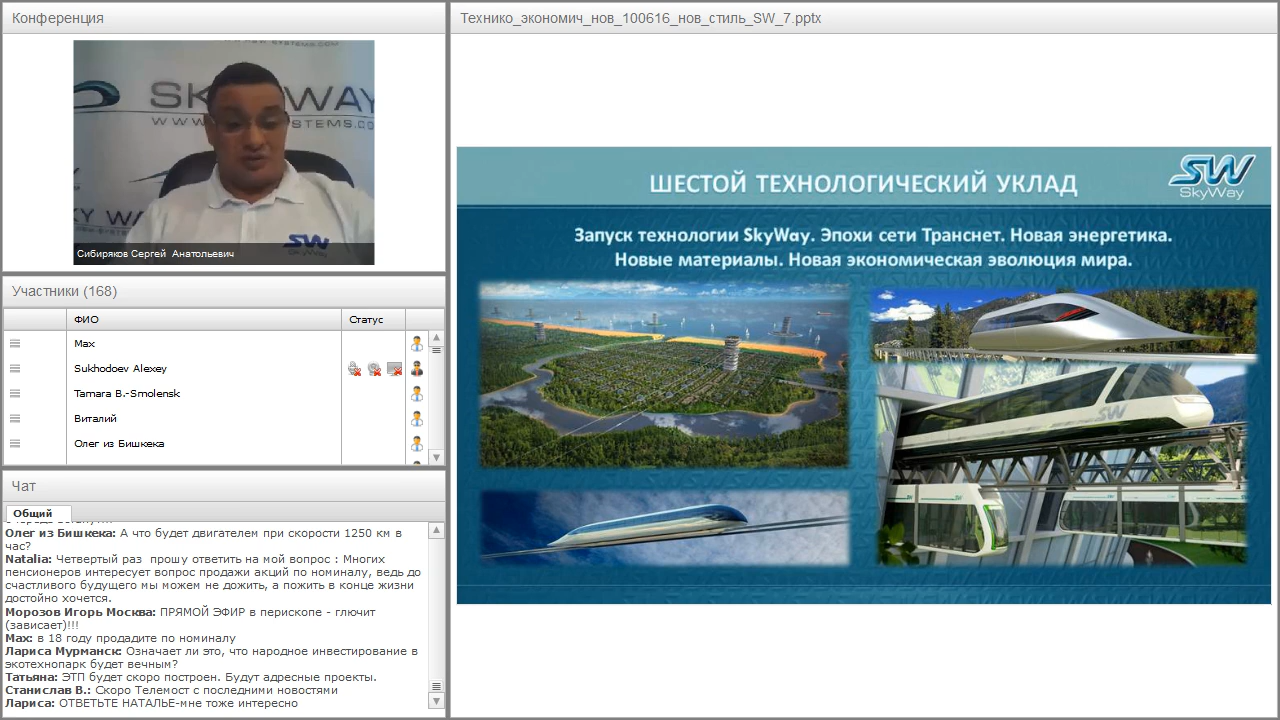 Конференция
SKYWAY
Сибиряков Сергей Анатольевич
Участники (168)
ФИО
Статус
Max
Sukhodoev Alexey
Tamara B.-Smolensk
Виталий
Олег из Бишкека
Чат
Общий
Олег из Бишкека: А что будет двигателем при скорости 1250 км в
час?
Natalia: Четвертый раз прошу ответить на мой вопрос : Многих
пенсионеров интересует вопрос продажи акций по номиналу, ведь до
счастливого будущего мы можем не дожить, а пожить в конце жизни
достойно хочется.
Морозов Игорь Москва: ПРЯМОЙ ЭФИР в перископе - глючит
(зависает)!!!
Max: в 18 году продадите по номиналу
Лариса Мурманск: Означает ли это, что народное инвестирование в
экотехнопарк будет вечным?
Татьяна: ЭТП будет скоро построен. Будут адресные проекты.
Станислав В.: Скоро Телемост с последними новостями
Лариса: ОТВЕТЬТЕ НАТАЛЬЕ-мне тоже интересно
Технико_экономич_нов_100616_нов_стиль_SW_7.pptx
ШЕСТОЙ ТЕХНОЛОГИЧЕСКИЙ УКЛАД
SW
SkyWay
Запуск технологии SkyWay. Эпохи сети Транснет. Новая энергетика.
Новые материалы. Новая экономическая эволюция мира.
SW